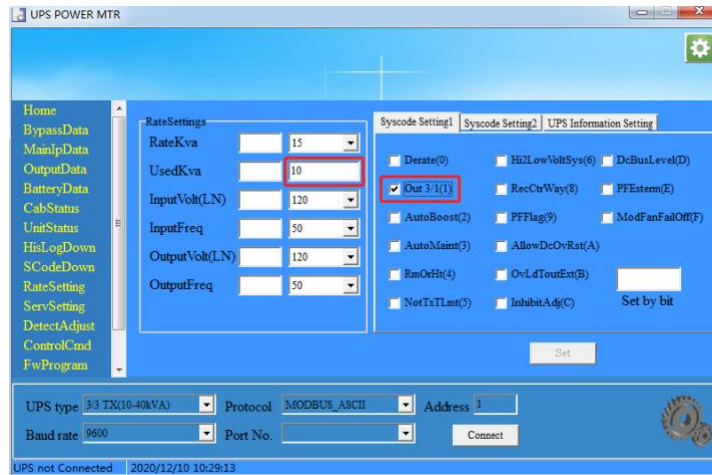 UPS POWER MTR
Home
BypassData
MainIpData
OutputData
BatteryData
CabStatus
UnitStatus
HisLogDown
SCodeDown
RateSetting
ServSetting
DetectAdjust
ControlCmd
FwProgram
RateSettings
RateKva 15
UsedKva 10
InputVolt(LN) 120
InputFreq 50
OutputVolt(LN) 120
OutputFreq 50
Syscode Setting1 Syscode Setting2 UPS Information Setting
Derate(0) Hi2LowVoltSys(6) DcBusLevel(D)
Out 3/1(1) RecCtrWay(8) PFExterm(E)
AutoBoost(2) PFFlag(9) ModFanFailOff(F)
AutoMaint(3) AllowDcOvRst(A)
RmOrHt(4) OvLdToutExt(B)
NotTxTLmt(5) InhibitAdj(C) Set by bit
Set
UPS type 3/3 TX(10-40kVA) Protocol MODBUS_ASCII Address 1
Baud rate 9600 Port No. Connect
UPS not Connected 2020/12/10 10:29:13